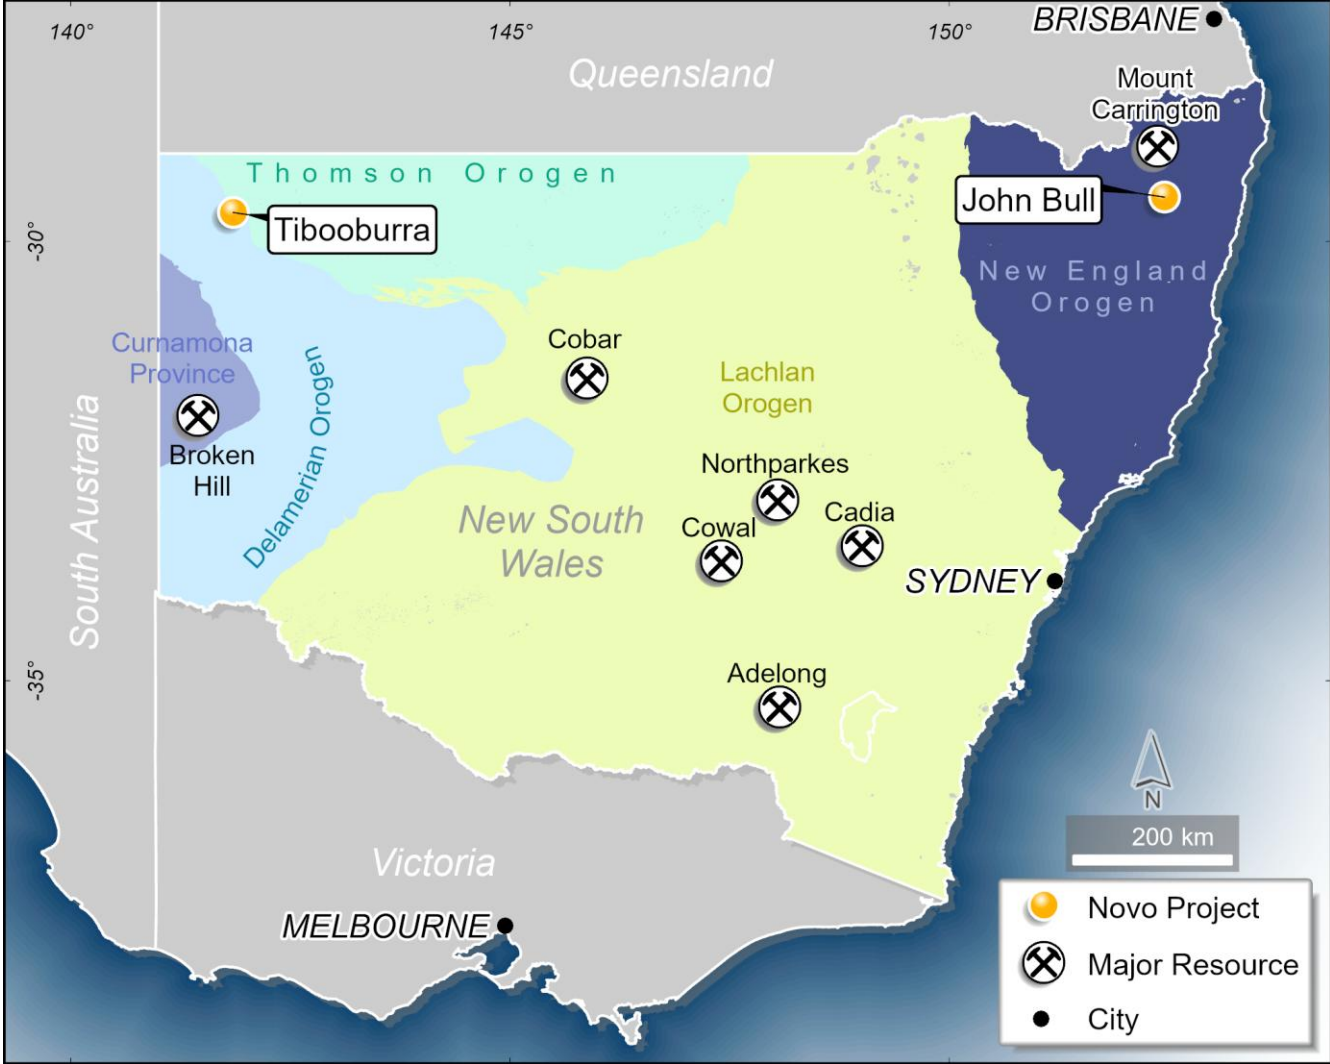 140°
145°
150°
BRISBANE
Queensland
Mount
Carrington
Thomson Orogen
Tibooburra
John Bull
-30°
New England
Orogen
Curnamona
Province
Cobar
Lachlan
Orogen
Delamerian Orogen
South Australia
Broken
Hill
Northparkes
New South
Wales
Cowal
Cadia
SYDNEY
-35°
Adelong
N
200 km
Victoria
MELBOURNE
Novo Project
Major Resource
City